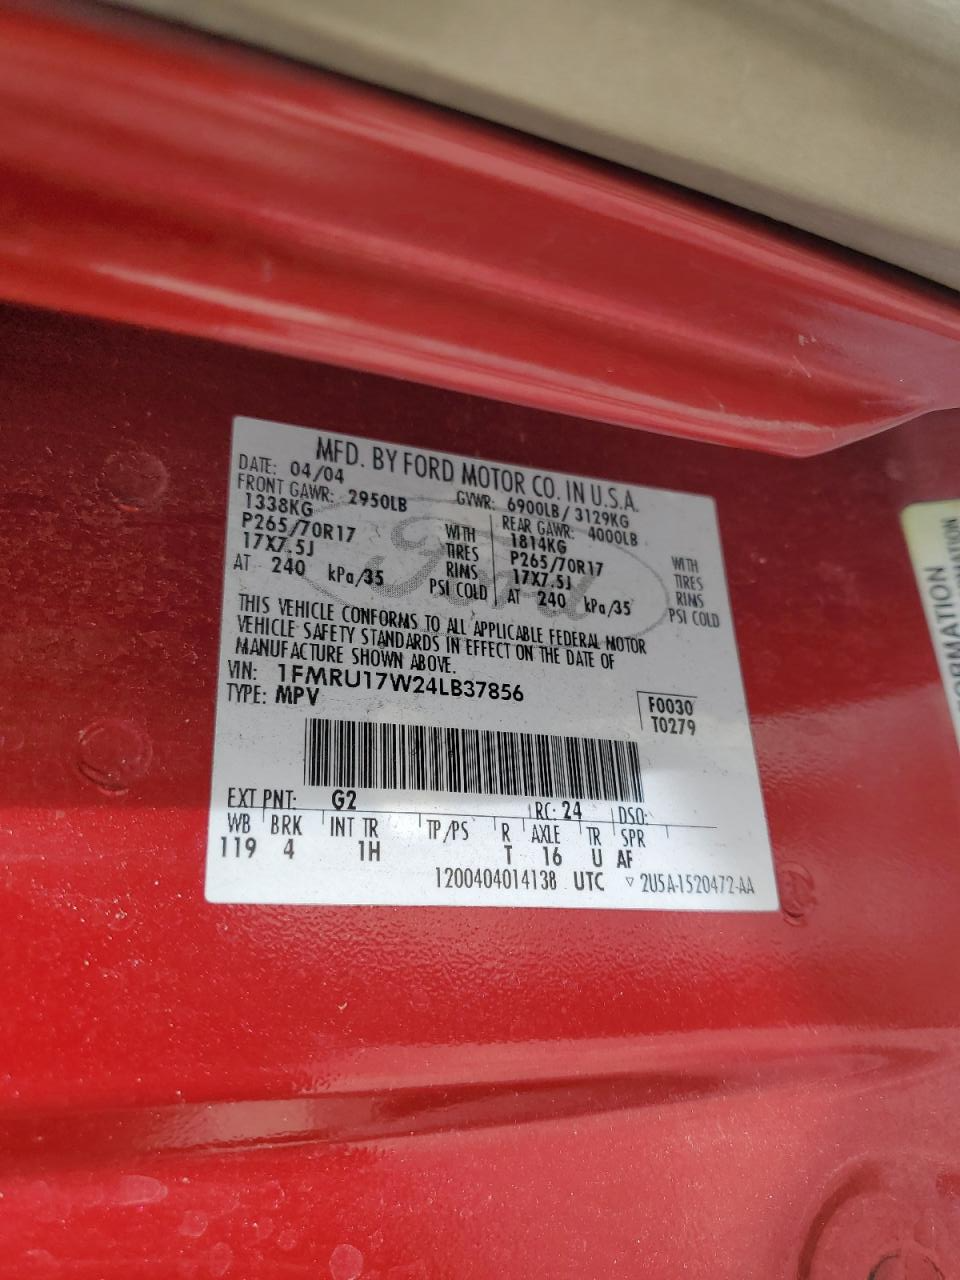 MFD. BY FORD MOTOR CO. IN U.S.A.
DATE: 04/04 GVWR: 6900LB/3129KG
FRONT GAWR: 2950LB REAR GAWR: 4000LB
1338KG WITH 1814KG WITH
P265/70R17 TIRES P265/70R17 TIRES
17X7.5J RIMS 17X7.5J RIMS
AT 240 kPa/35 PSI COLD AT 240 kPa/35 PSI COLD
THIS VEHICLE CONFORMS TO ALL APPLICABLE FEDERAL MOTOR
VEHICLE SAFETY STANDARDS IN EFFECT ON THE DATE OF
MANUFACTURE SHOWN ABOVE.
VIN: 1FMRU17W24LB37856
TYPE: MPV
F0030
T0279
EXT PNT: G2 RC: 24 DSO:
WB BRK INT TR TP/PS R AXLE TR SPR
119 4 1H T 16 U AF
1200404014138 UTC ▽ 2U5A-1520472-AA
Ford
ORMATION